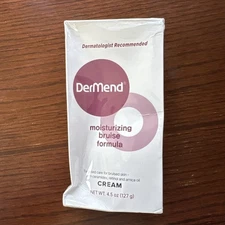 Dermatologist Recommended
DerMend
moisturizing
bruise
formula
CREAM
NET WT. 4.5 oz (127 g)